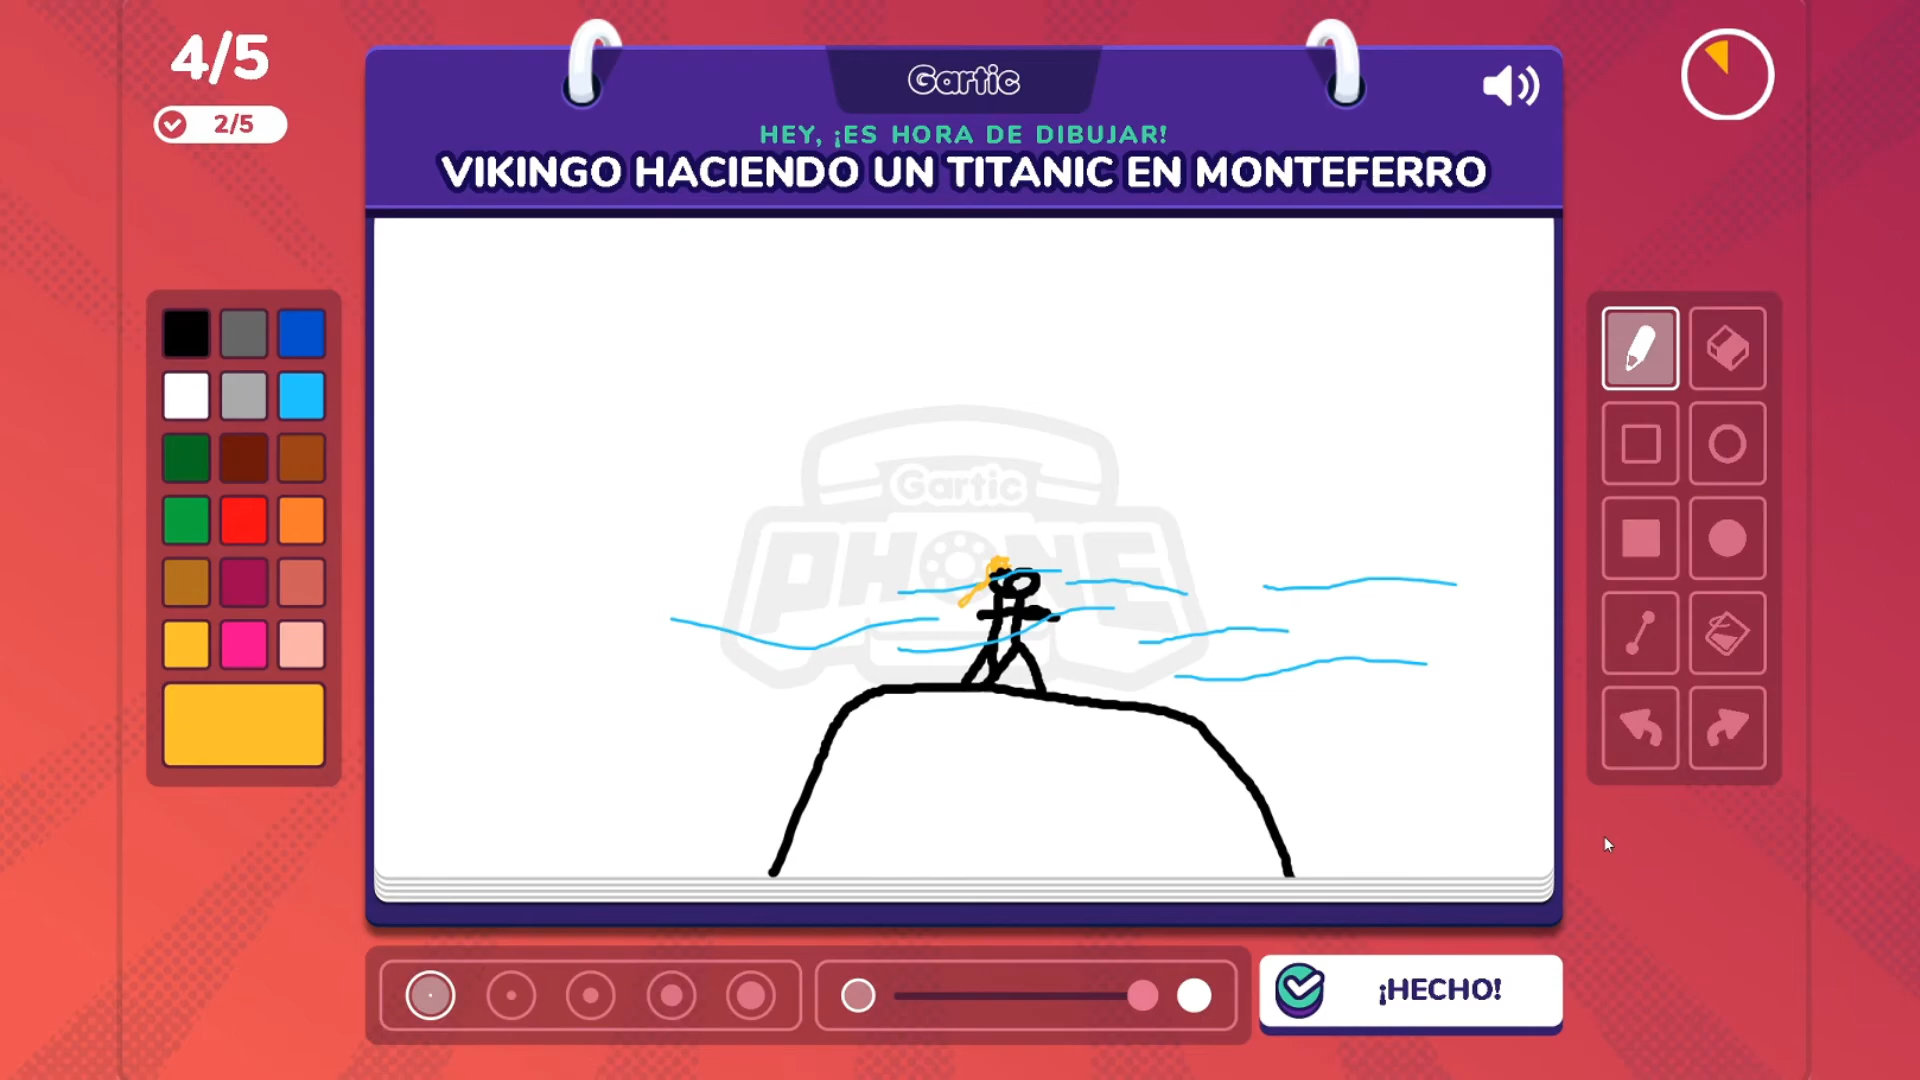 4/5
2/5
Gartic
HEY, ¡ES HORA DE DIBUJAR!
VIKINGO HACIENDO UN TITANIC EN MONTEFERRO
Gartic
PHONE
¡HECHO!